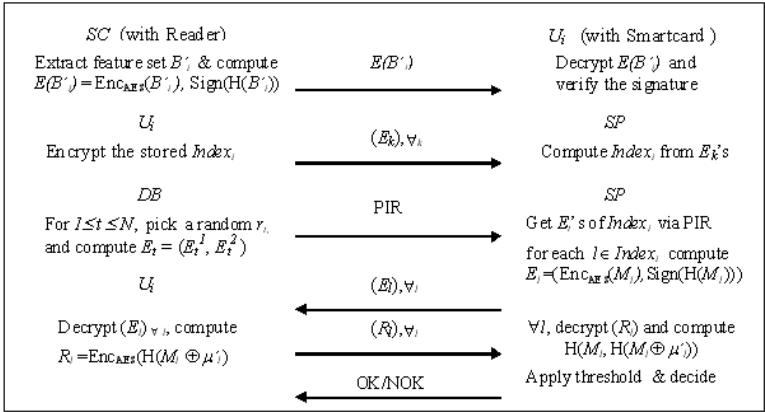 SC (with Reader)
U_i (with Smartcard )
Extract feature set B´_i & compute
E(B´_i) = Enc_AES(B´_i), Sign(H(B´_i))
E(B´_i)
Decrypt E(B´_i) and
verify the signature
U_i
SP
Encrypt the stored Index_i
(E_k),∀_k
Compute Index_i from E_k's
DB
SP
For 1≤t≤N, pick a random r_i,
and compute E_t = (E_t^1, E_t^2)
PIR
Get E_i's of Index_i via PIR
for each l∈ Index_i compute
E_l=(Enc_AES(M_l),Sign(H(M_l)))
U_i
(E_l),∀_l
Decrypt (E_l) ∀ _l, compute
R_l =Enc_AES(H(M_l ⊕ μ´_l)
(R_l),∀_l
∀l, decrypt (R_l) and compute
H(M_l, H(M_l⊕ μ´_l))
OK/NOK
Apply threshold & decide